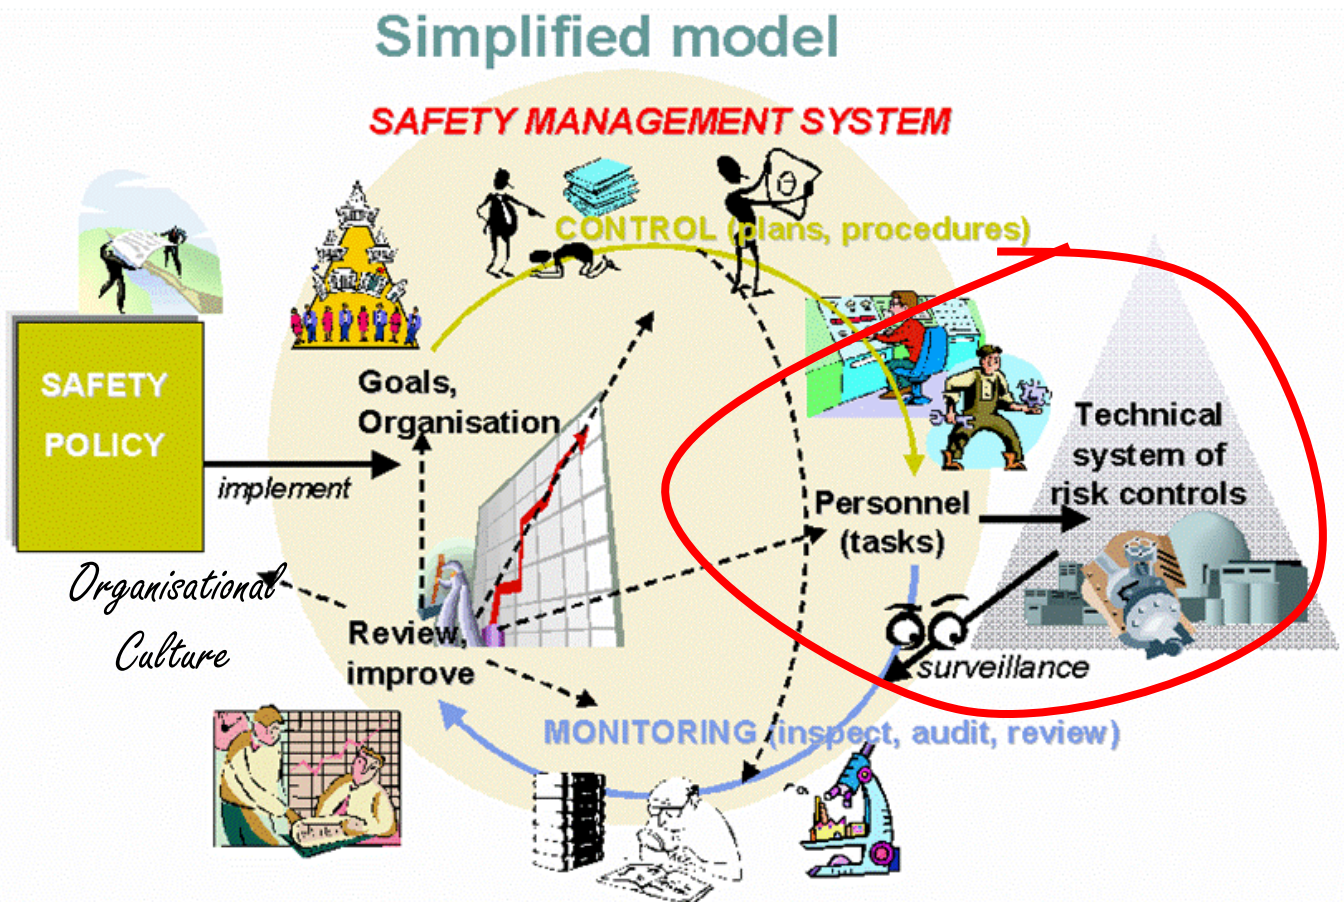 Simplified model
SAFETY MANAGEMENT SYSTEM
CONTROL (plans, procedures)
SAFETY
POLICY
implement
Goals,
Organisation
Technical
system of
risk controls
Personnel
(tasks)
Organisational
Culture
Review,
improve
surveillance
MONITORING (inspect, audit, review)